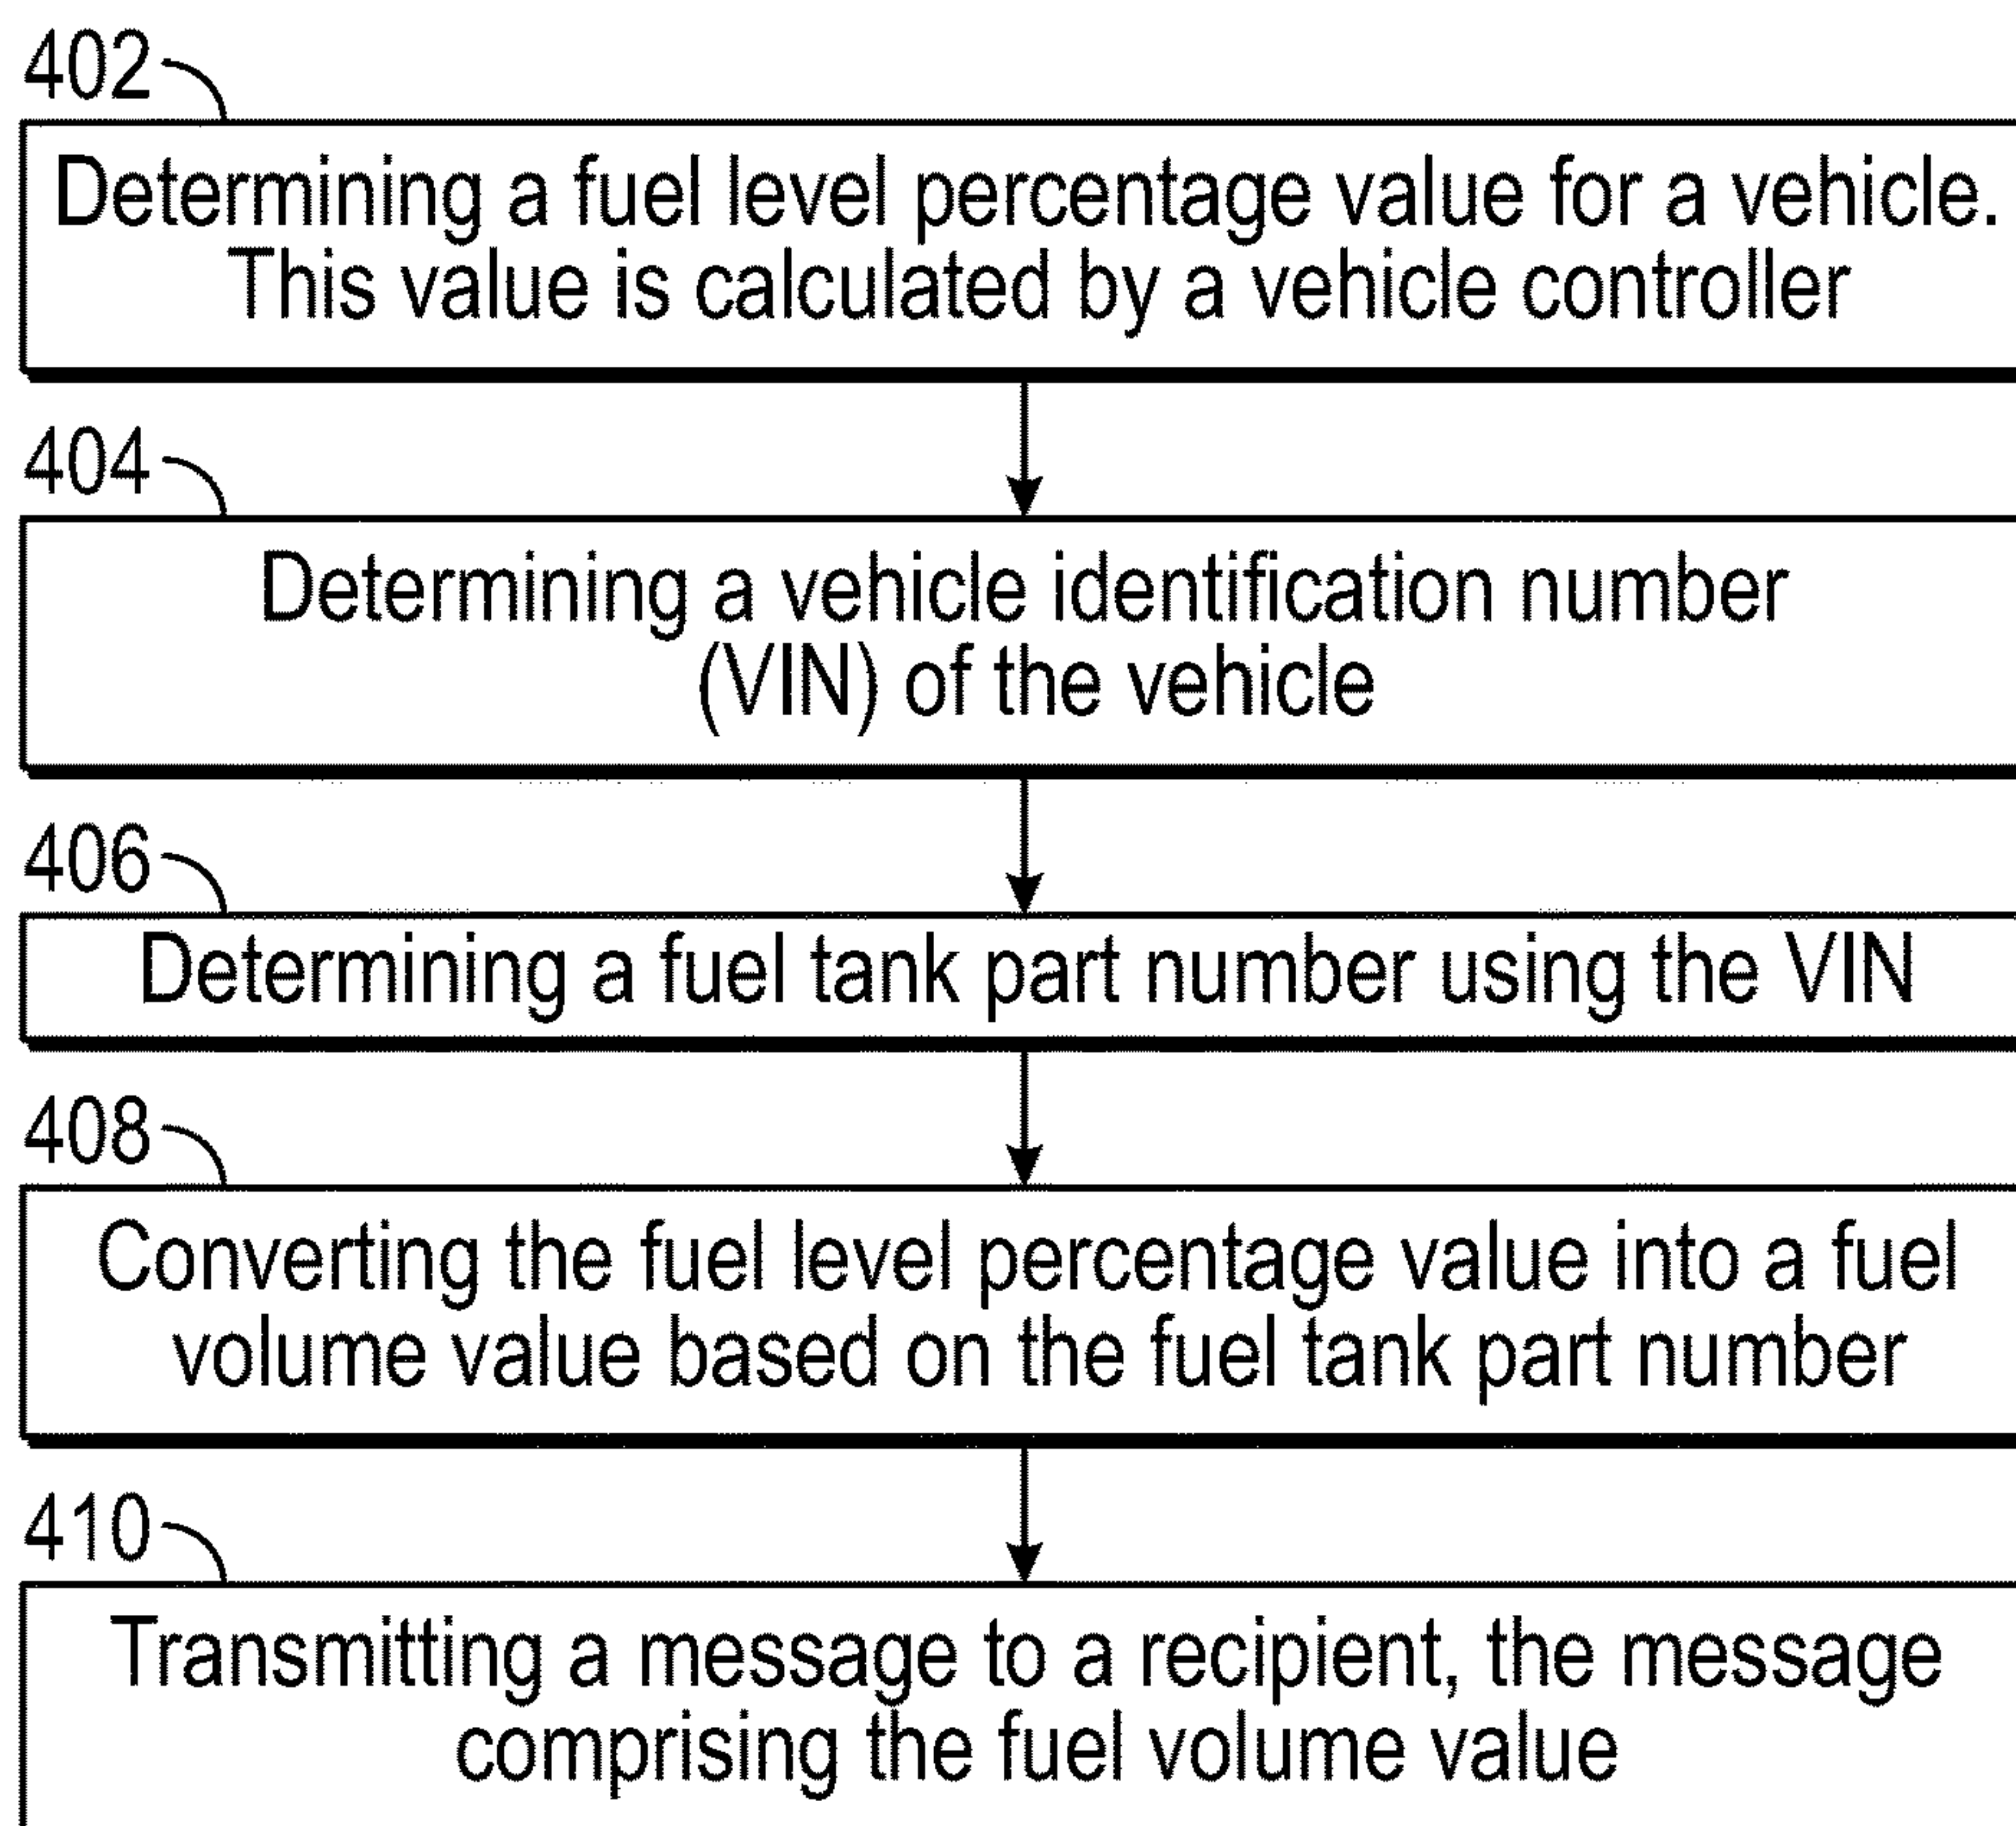 402
Determining a fuel level percentage value for a vehicle.
This value is calculated by a vehicle controller
404
Determining a vehicle identification number
(VIN) of the vehicle
406
Determining a fuel tank part number using the VIN
408
Converting the fuel level percentage value into a fuel
volume value based on the fuel tank part number
410
Transmitting a message to a recipient, the message
comprising the fuel volume value